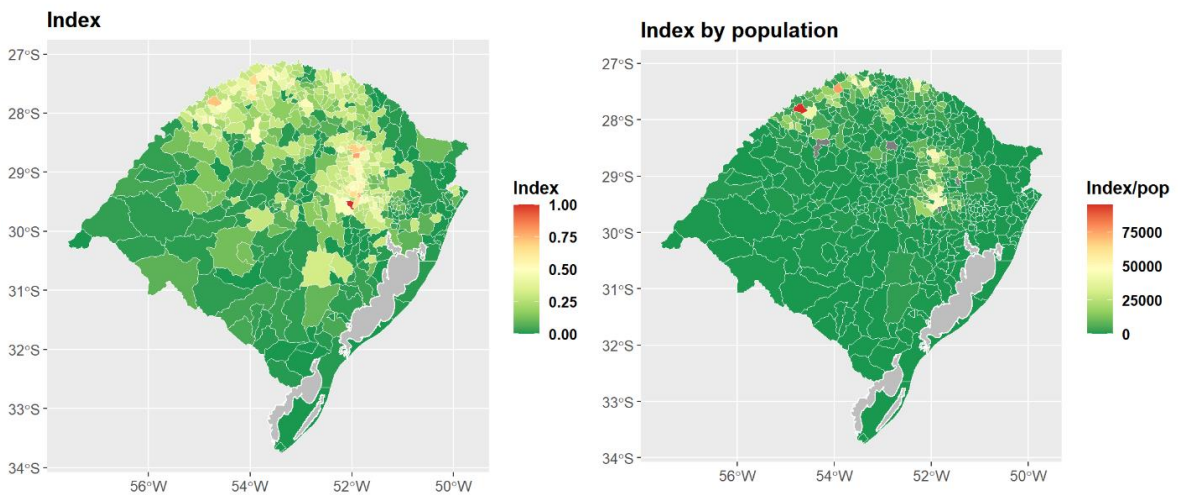 Index
27°S
28°S
29°S
30°S
31°S
32°S
33°S
34°S
56°W
54°W
52°W
50°W
Index
1.00
0.75
0.50
0.25
0.00
Index by population
27°S
28°S
29°S
30°S
31°S
32°S
33°S
34°S
56°W
54°W
52°W
50°W
Index/pop
75000
50000
25000
0